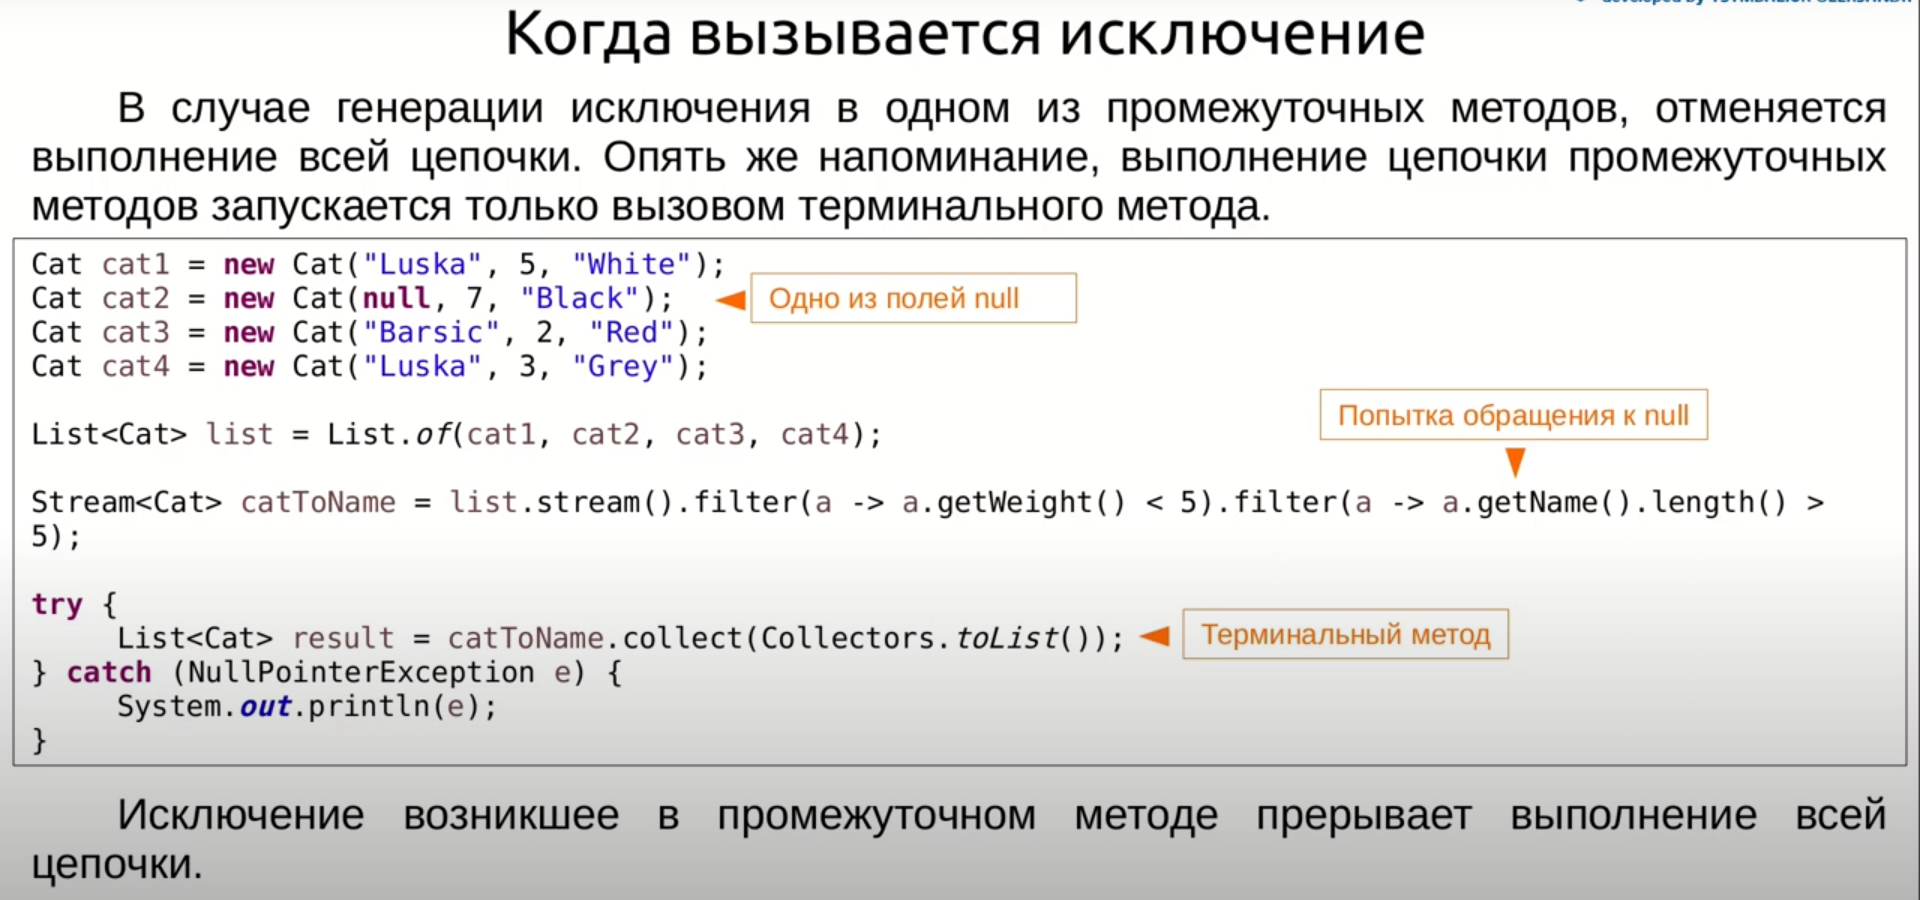 Когда вызывается исключение
В случае генерации исключения в одном из промежуточных методов, отменяется
выполнение всей цепочки. Опять же напоминание, выполнение цепочки промежуточных
методов запускается только вызовом терминального метода.
Cat cat1 = new Cat("Luska", 5, "White");
Cat cat2 = new Cat(null, 7, "Black");
Одно из полей null
Cat cat3 = new Cat("Barsic", 2, "Red");
Cat cat4 = new Cat("Luska", 3, "Grey");
Попытка обращения к null
List<Cat> list = List.of(cat1, cat2, cat3, cat4);
Stream<Cat> catToName = list.stream().filter(a -> a.getWeight() < 5).filter(a -> a.getName().length() >
5);
try {
List<Cat> result = catToName.collect(Collectors.toList());
Терминальный метод
} catch (NullPointerException e) {
System.out.println(e);
}
Исключение возникшее в промежуточном методе прерывает выполнение всей
цепочки.